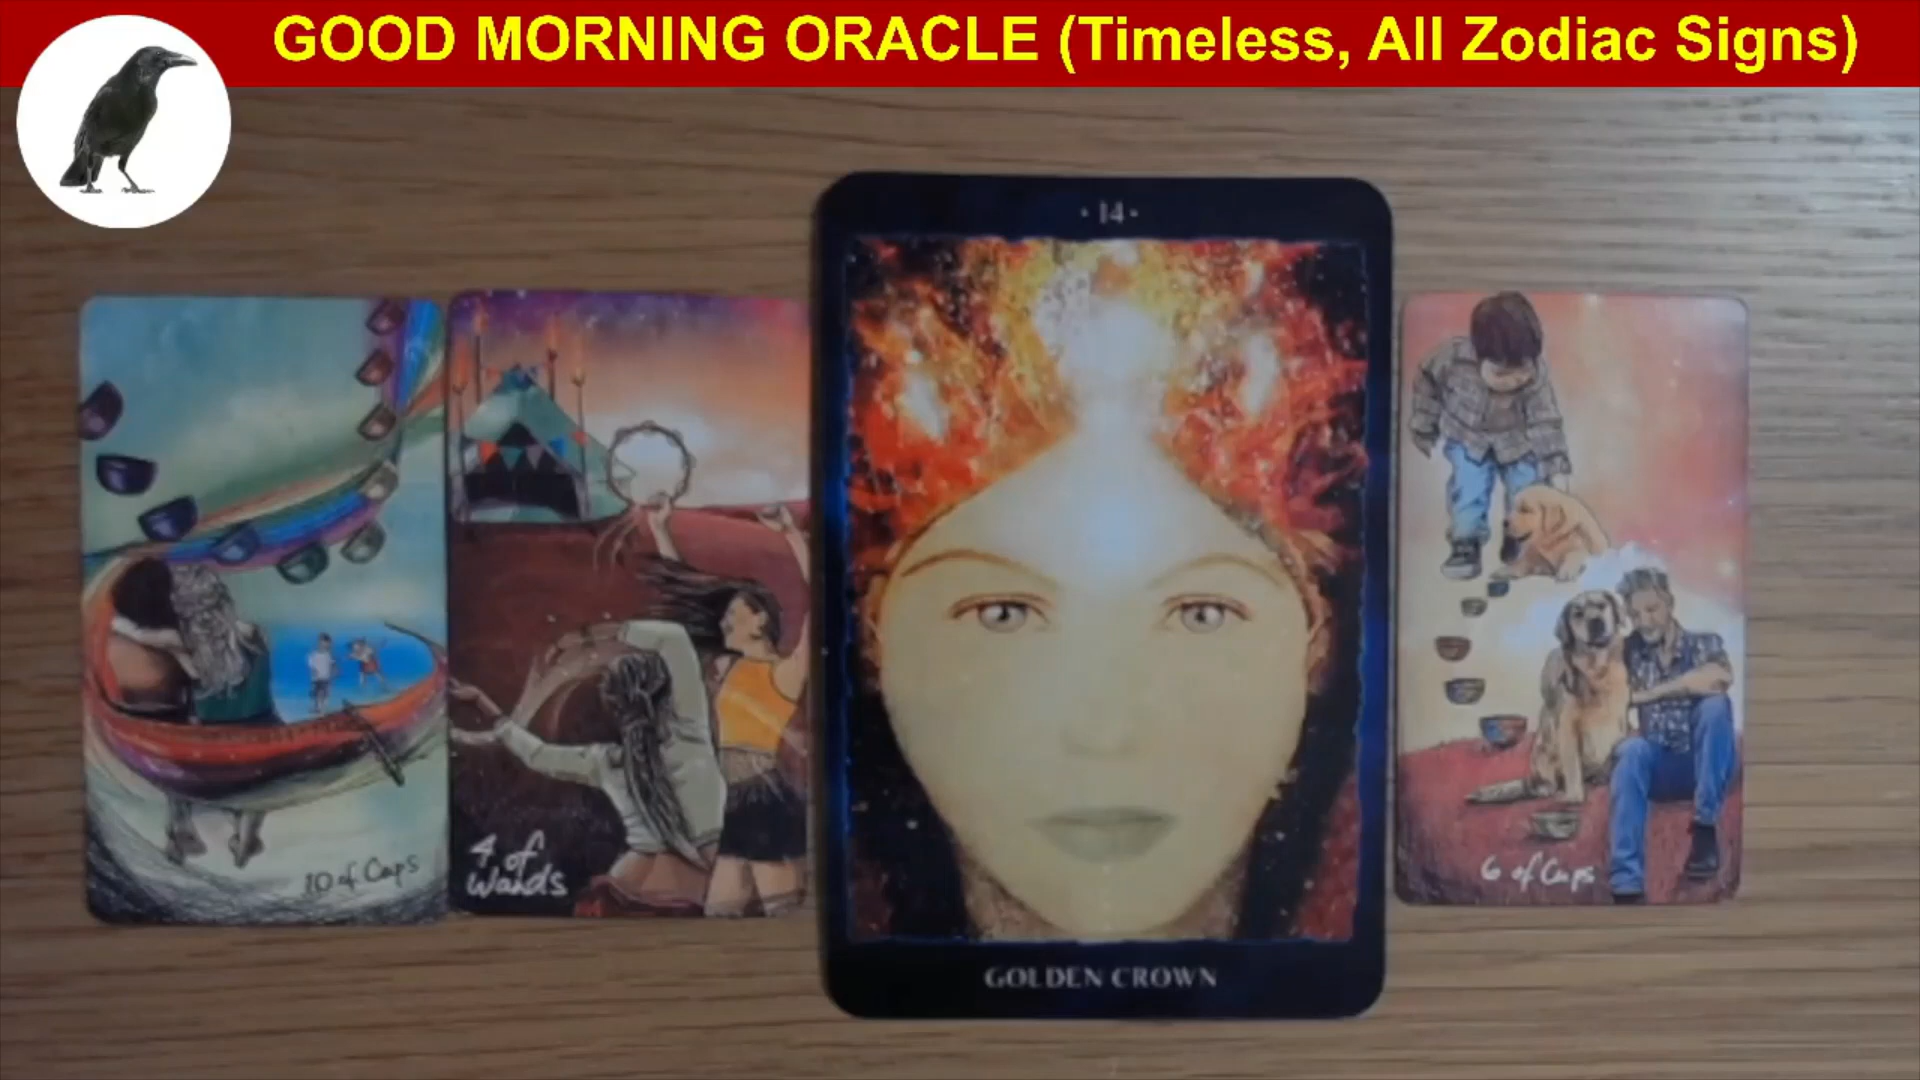 GOOD MORNING ORACLE (Timeless, All Zodiac Signs)
• 14 •
10 of Cups
4 of
Wands
GOLDEN CROWN
6 of Cups